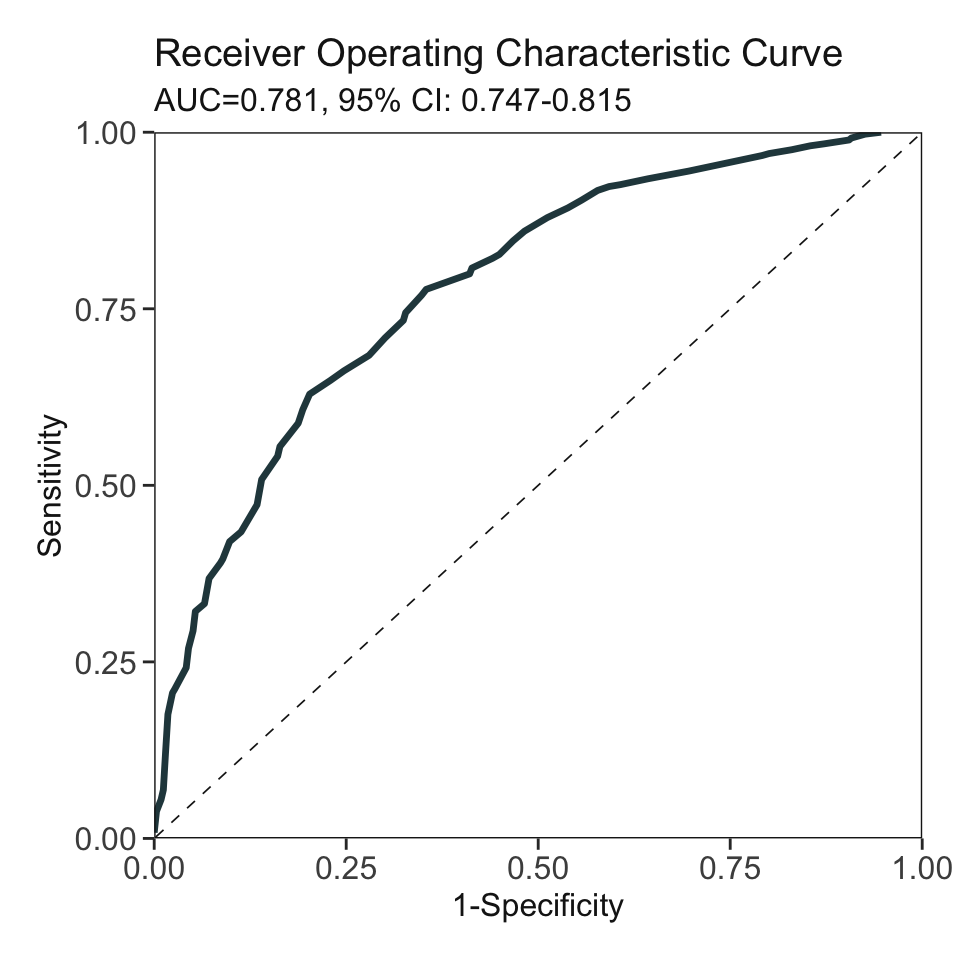 Receiver Operating Characteristic Curve
AUC=0.781, 95% CI: 0.747-0.815
1.00
0.75
0.50
0.25
0.00
Sensitivity
0.00 0.25 0.50 0.75 1.00
1-Specificity